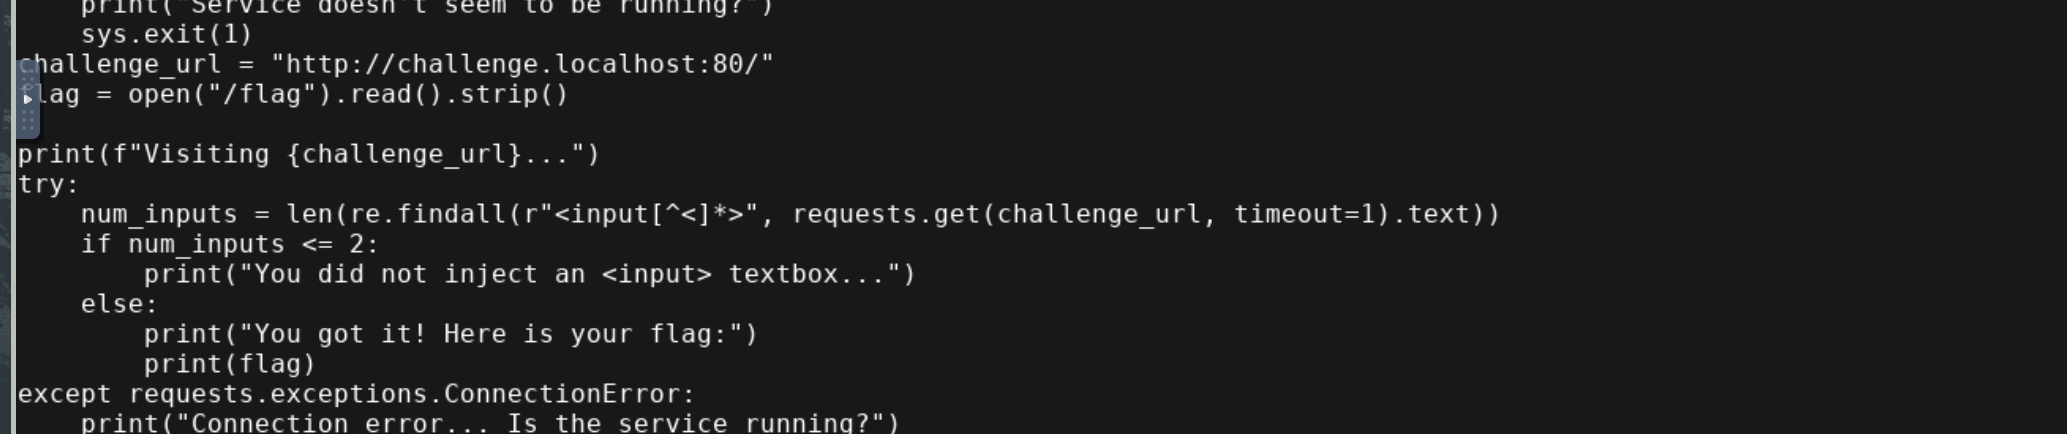 print("Service doesn't seem to be running?")
    sys.exit(1)
challenge_url = "http://challenge.localhost:80/"
flag = open("/flag").read().strip()

print(f"Visiting {challenge_url}...")
try:
    num_inputs = len(re.findall(r"<input[^<]*>", requests.get(challenge_url, timeout=1).text))
    if num_inputs <= 2:
        print("You did not inject an <input> textbox...")
    else:
        print("You got it! Here is your flag:")
        print(flag)
except requests.exceptions.ConnectionError:
    print("Connection error... Is the service running?")